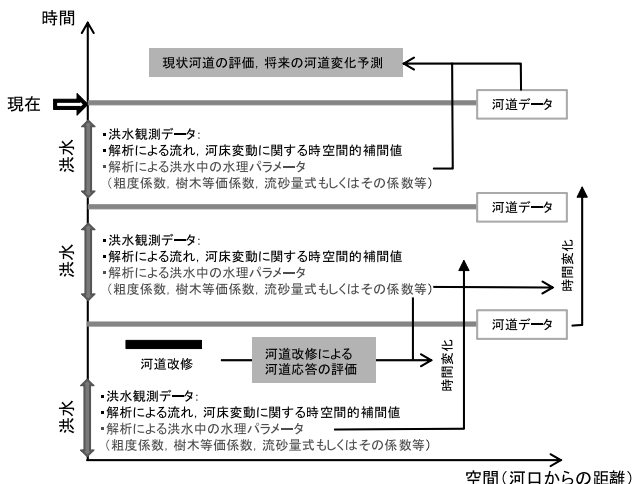 時間
現状河道の評価，将来の河道変化予測
現在
河道データ
洪水
・洪水観測データ：
・解析による流れ，河床変動に関する時空間的補間値
・解析による洪水中の水理パラメータ
（粗度係数，樹木等価係数，流砂量式もしくはその係数等）
河道データ
洪水
・洪水観測データ：
・解析による流れ，河床変動に関する時空間的補間値
・解析による洪水中の水理パラメータ
（粗度係数，樹木等価係数，流砂量式もしくはその係数等）
時間変化
河道データ
河道改修
河道改修による
河道応答の評価
時間変化
洪水
・洪水観測データ：
・解析による流れ，河床変動に関する時空間的補間値
・解析による洪水中の水理パラメータ
（粗度係数，樹木等価係数，流砂量式もしくはその係数等）
空間（河口からの距離）